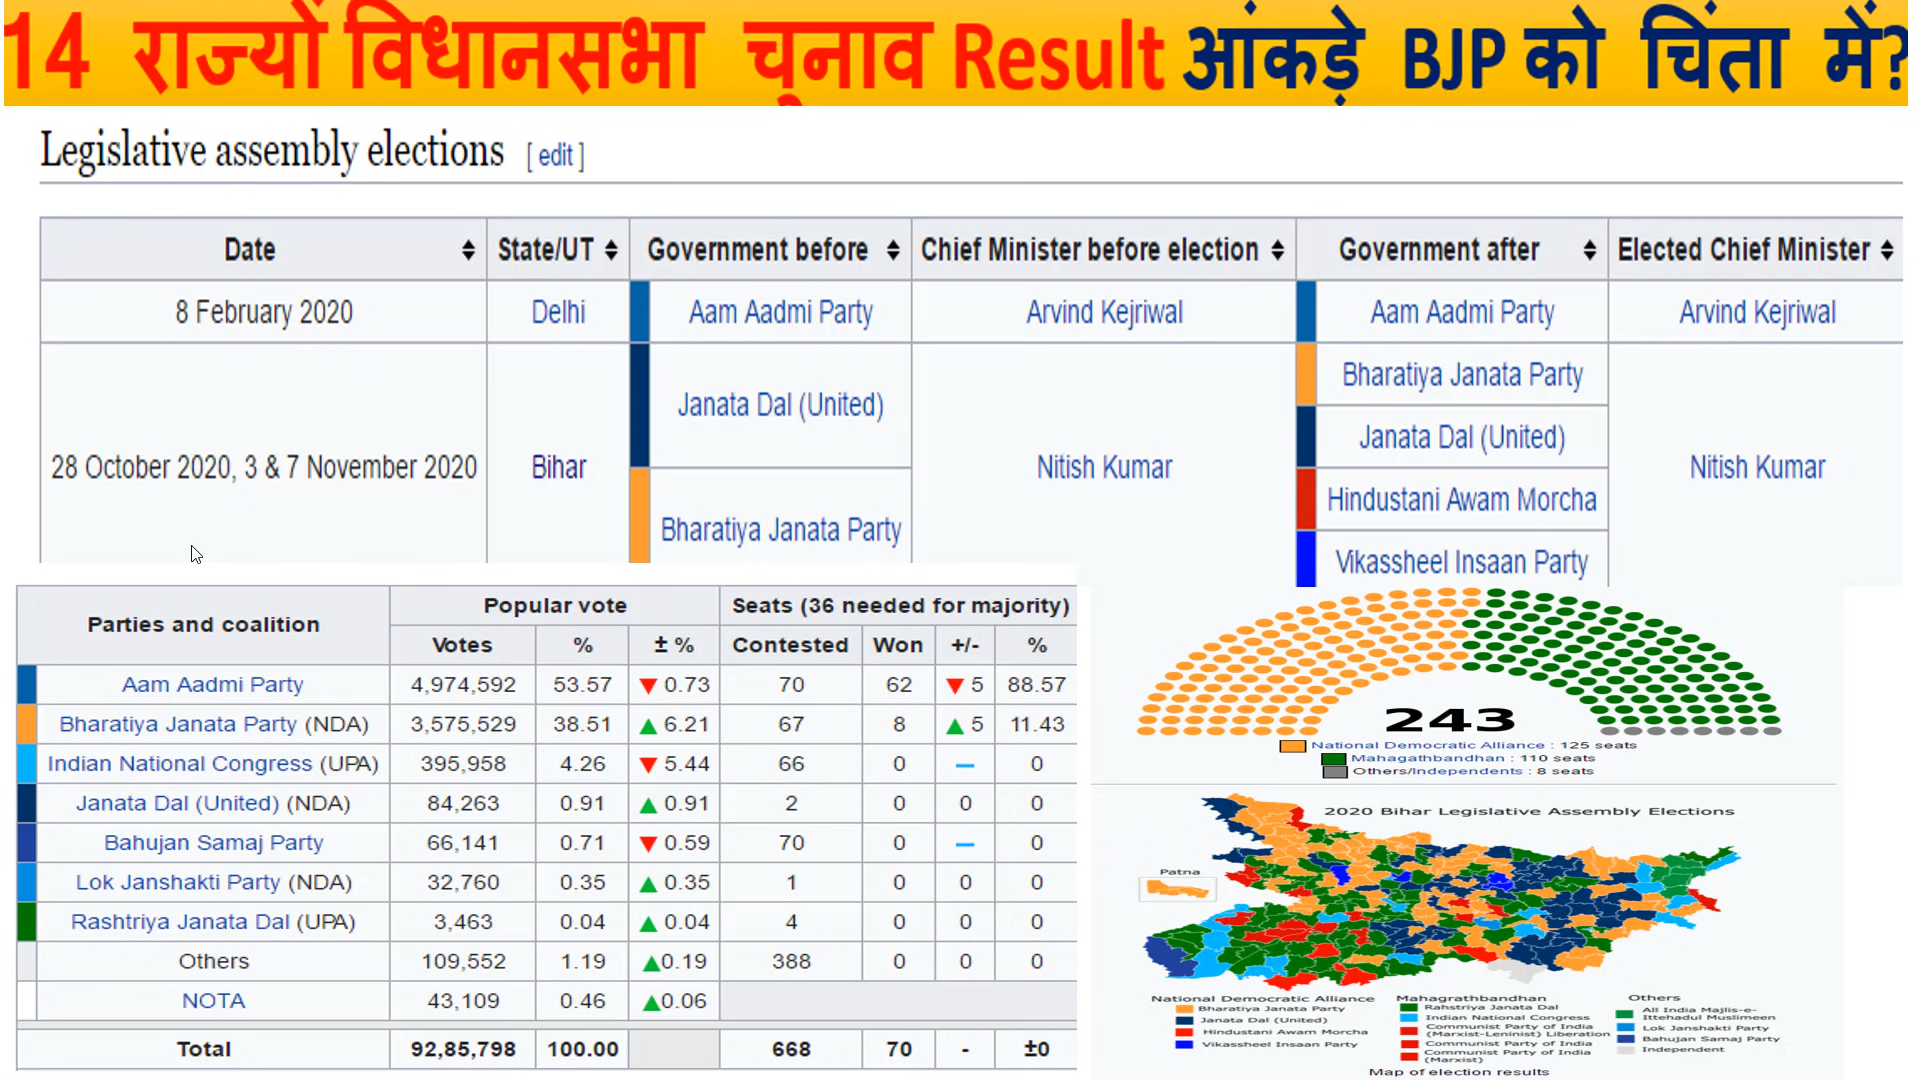 14 राज्यों विधानसभा चुनाव Result आंकड़े BJP को चिंता में?
Legislative assembly elections [ edit ]
Date State/UT Government before Chief Minister before election Government after Elected Chief Minister
8 February 2020 Delhi Aam Aadmi Party Arvind Kejriwal Aam Aadmi Party Arvind Kejriwal
28 October 2020, 3 & 7 November 2020 Bihar Janata Dal (United) Nitish Kumar Bharatiya Janata Party Nitish Kumar
Janata Dal (United)
Bharatiya Janata Party Hindustani Awam Morcha
Vikassheel Insaan Party
Parties and coalition Popular vote Seats (36 needed for majority)
Votes % ± % Contested Won +/- %
Aam Aadmi Party 4,974,592 53.57 ▼ 0.73 70 62 ▼ 5 88.57
Bharatiya Janata Party (NDA) 3,575,529 38.51 ▲ 6.21 67 8 ▲ 5 11.43
Indian National Congress (UPA) 395,958 4.26 ▼ 5.44 66 0 — 0
Janata Dal (United) (NDA) 84,263 0.91 ▲ 0.91 2 0 0 0
Bahujan Samaj Party 66,141 0.71 ▼ 0.59 70 0 — 0
Lok Janshakti Party (NDA) 32,760 0.35 ▲ 0.35 1 0 0 0
Rashtriya Janata Dal (UPA) 3,463 0.04 ▲ 0.04 4 0 0 0
Others 109,552 1.19 ▲0.19 388 0 0 0
NOTA 43,109 0.46 ▲0.06
Total 92,85,798 100.00 668 70 - ±0
243
National Democratic Alliance : 125 seats
Mahagathbandhan : 110 seats
Others/Independents : 8 seats
2020 Bihar Legislative Assembly Elections
Patna
National Democratic Alliance
Bharatiya Janata Party
Janata Dal (United)
Hindustani Awam Morcha
Vikassheel Insaan Party
Mahagrathbandhan
Rahstriya Janata Dal
Indian National Congress
Communist Party of India
(Marxist-Leninist) Liberation
Communist Party of India
Communist Party of India
(Marxist)
Others
All India Majlis-e-
Ittehadul Muslimeen
Lok Janshakti Party
Bahujan Samaj Party
Independent
Map of election results